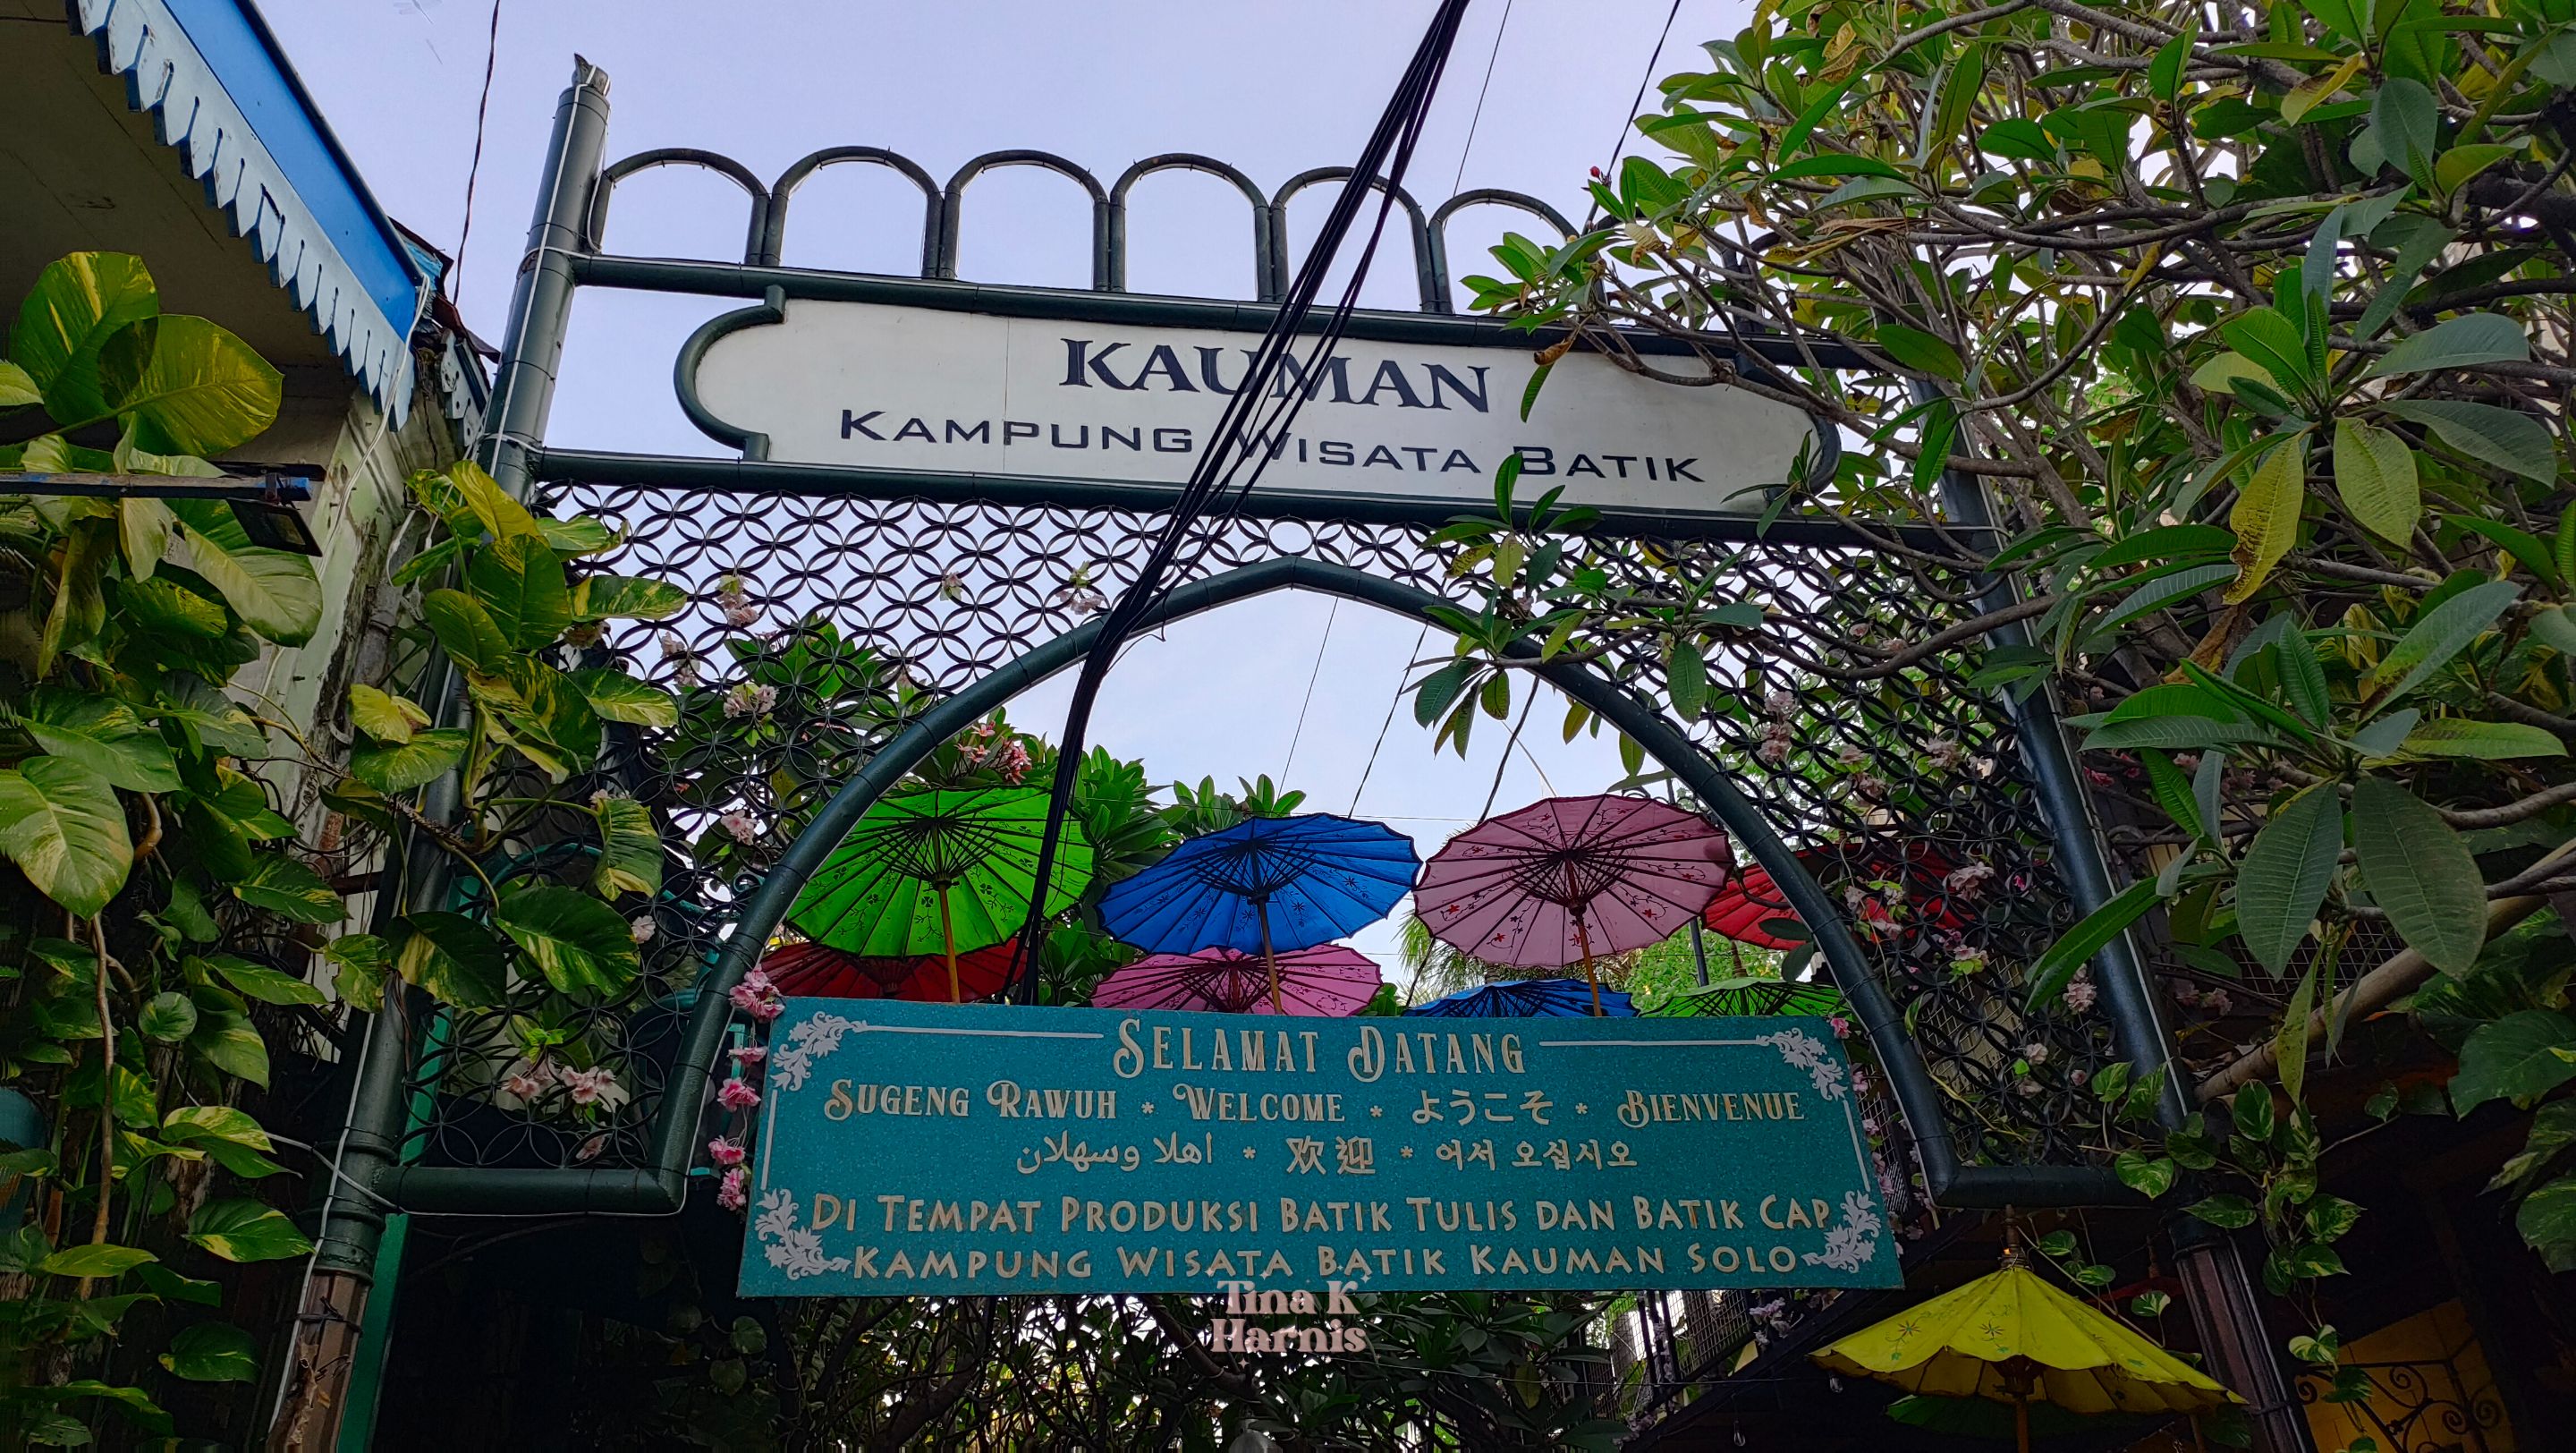 KAUMAN
KAMPUNG WISATA BATIK
SELAMAT DATANG
SUGENG RAWUH * WELCOME * ようこそ * BIENVENUE
اهلا وسهلان * 欢迎 * 어서 오십시오
DI TEMPAT PRODUKSI BATIK TULIS DAN BATIK CAP
KAMPUNG WISATA BATIK KAUMAN SOLO
Tina K
Harnis